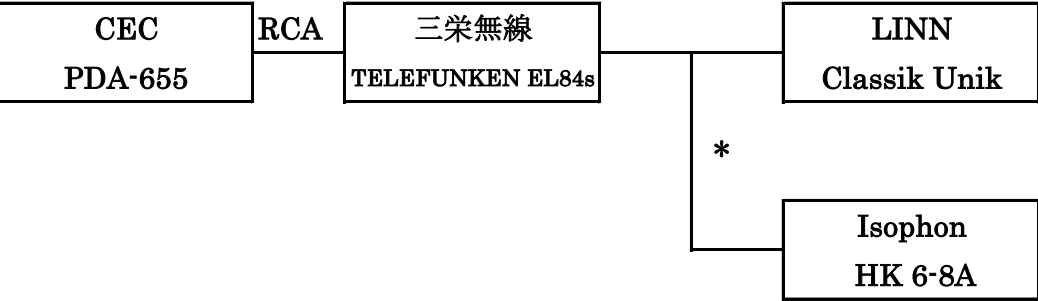 CEC
PDA-655
RCA
三栄無線
TELEFUNKEN EL84s
LINN
Classik Unik
*
Isophon
HK 6-8A